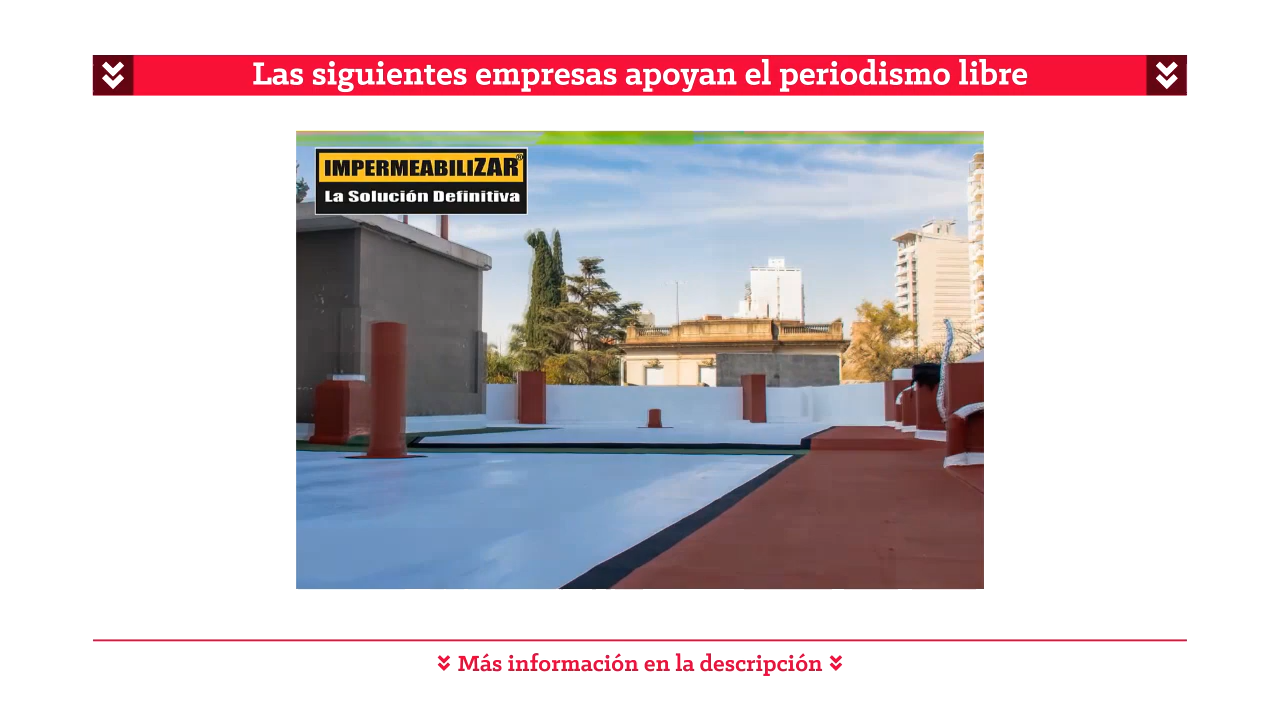 Las siguientes empresas apoyan el periodismo libre
IMPERMEABILIZAR®
La Solución Definitiva
Más información en la descripción